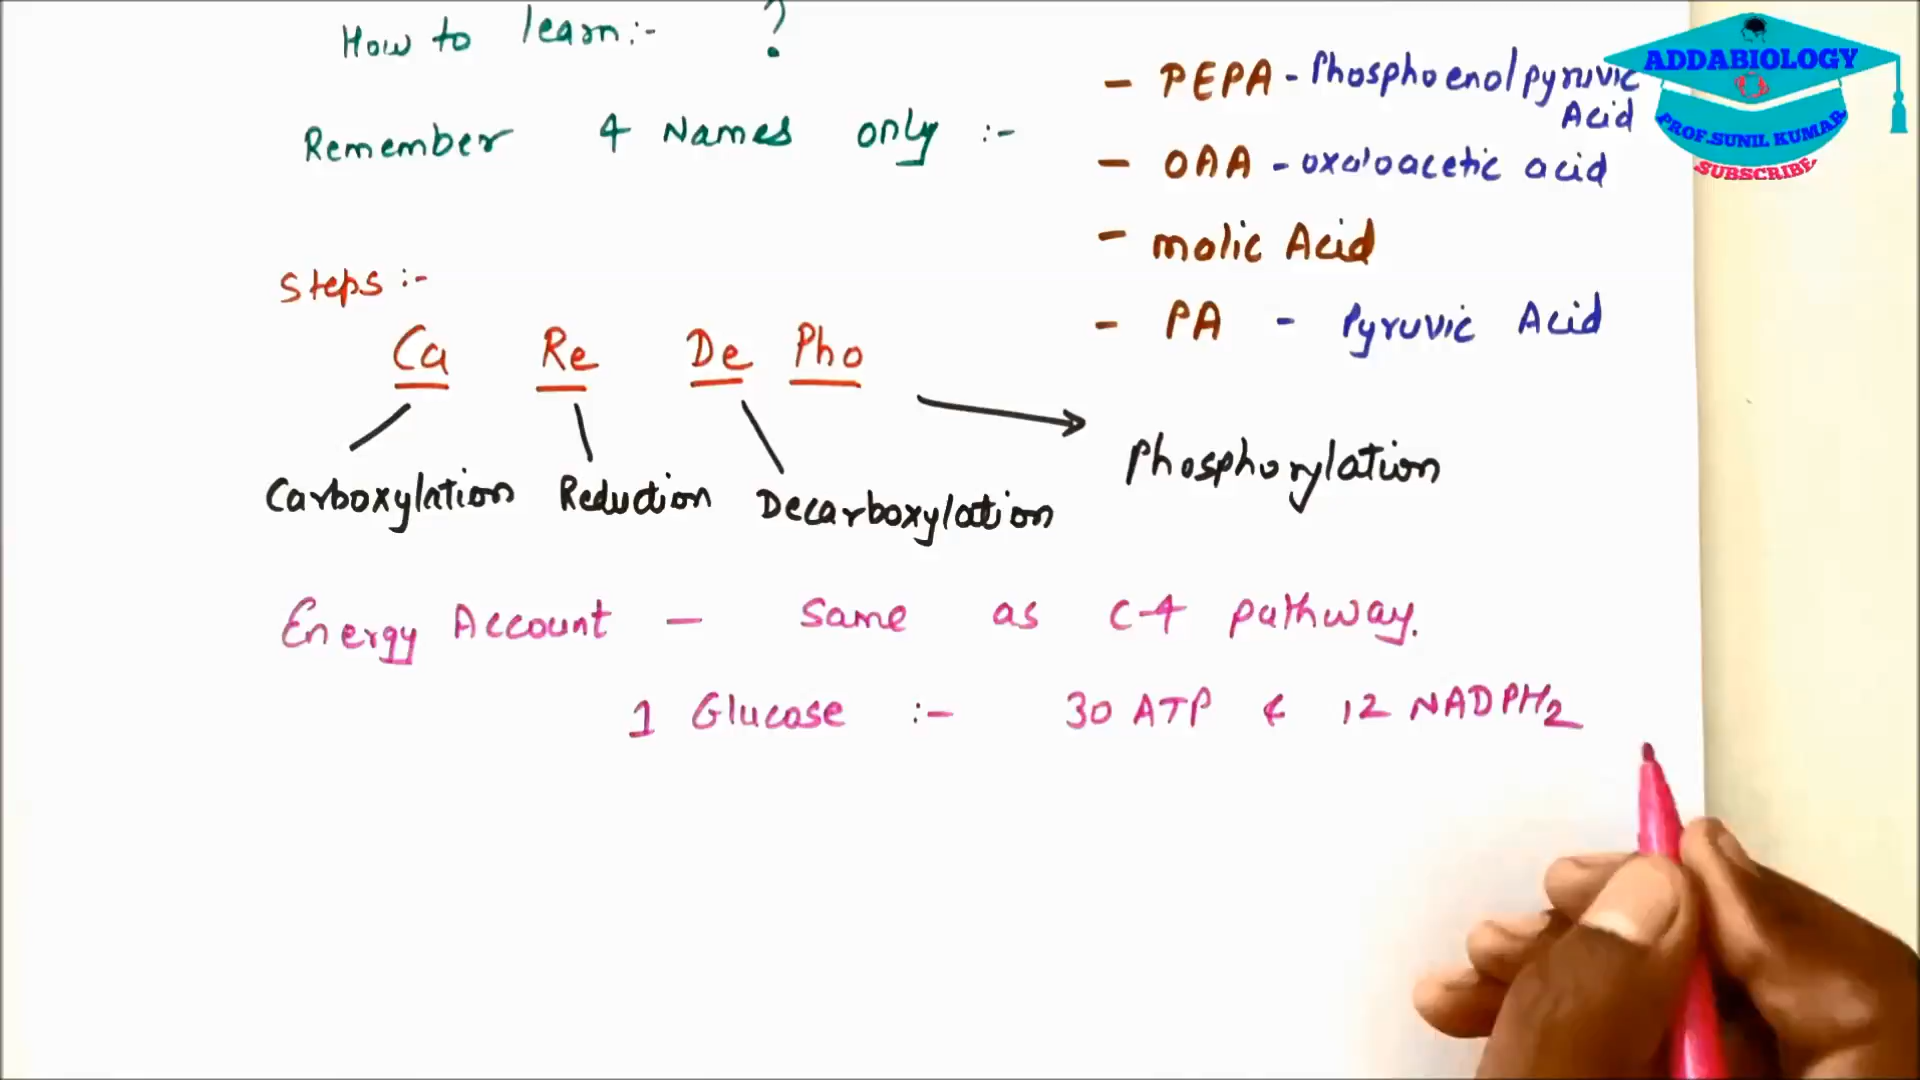 How to learn:- ?
Remember 4 Names only :-
- PEPA - Phosphoenolpyruvic Acid
- OAA - oxaloacetic acid
- malic Acid
- PA - Pyruvic Acid
Steps :-
Ca Re De Pho
Carboxylation Reduction Decarboxylation Phosphorylation
Energy Account - Same as C-4 pathway.
1 Glucose :- 30 ATP & 12 NADPH2
ADDABIOLOGY
PROF.SUNIL KUMAR
SUBSCRIBE